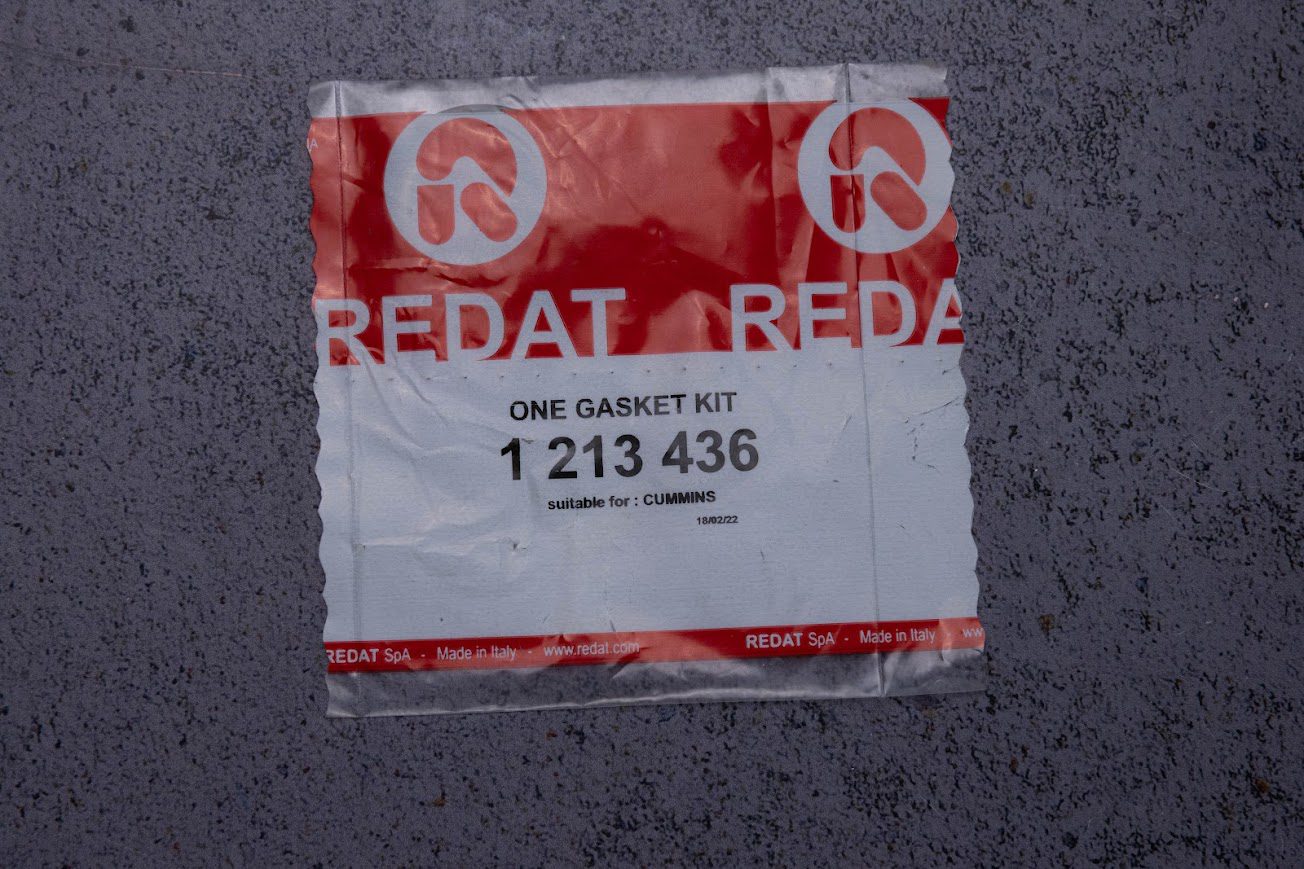 REDAT REDA
ONE GASKET KIT
1 213 436
suitable for : CUMMINS
18/02/22
REDAT SpA - Made in Italy - www.redat.com REDAT SpA - Made in Italy - ww